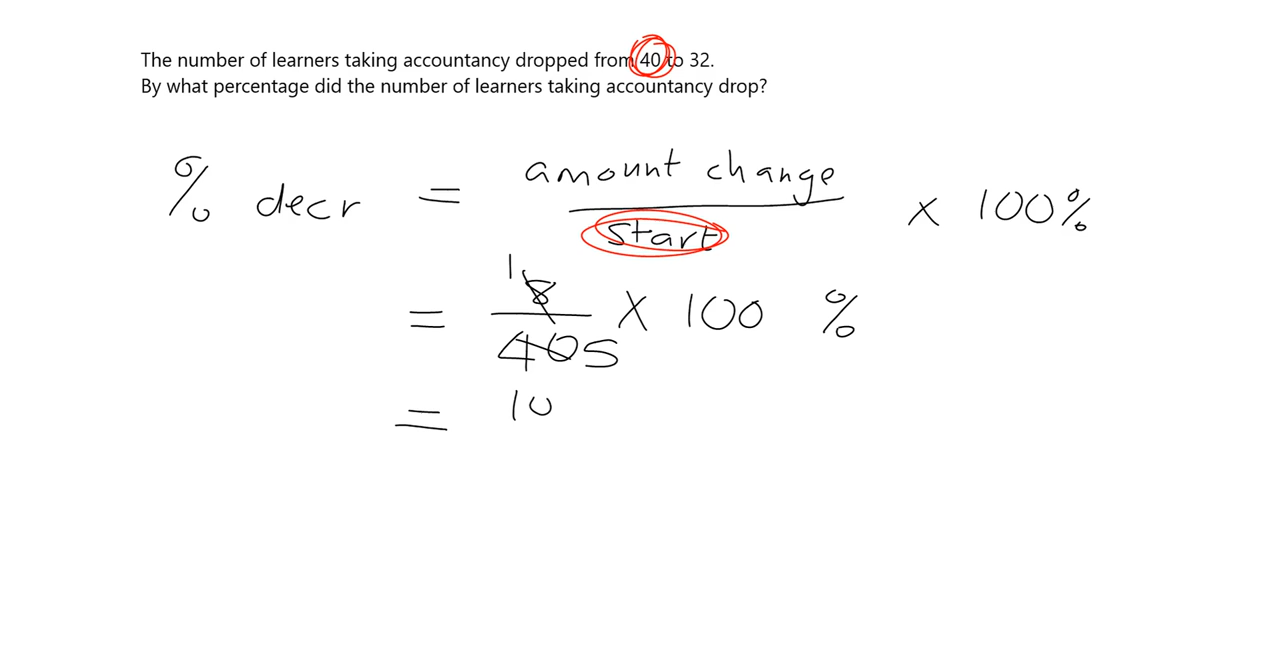 The number of learners taking accountancy dropped from 40 to 32.
By what percentage did the number of learners taking accountancy drop?
% decr = amount change / start × 100%
= 1 8 / 40 5 × 100 %
= 10